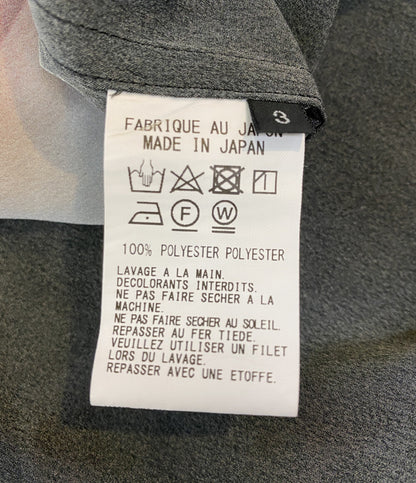 3
FABRIQUE AU JAPON
MADE IN JAPAN
F
W
100% POLYESTER POLYESTER
LAVAGE A LA MAIN.
DECOLORANTS INTERDITS.
NE PAS FAIRE SECHER A LA
MACHINE.
NE PAS FAIRE SECHER AU SOLEIL.
REPASSER AU FER TIEDE.
VEUILLEZ UTILISER UN FILET
LORS DU LAVAGE.
REPASSER AVEC UNE ETOFFE.